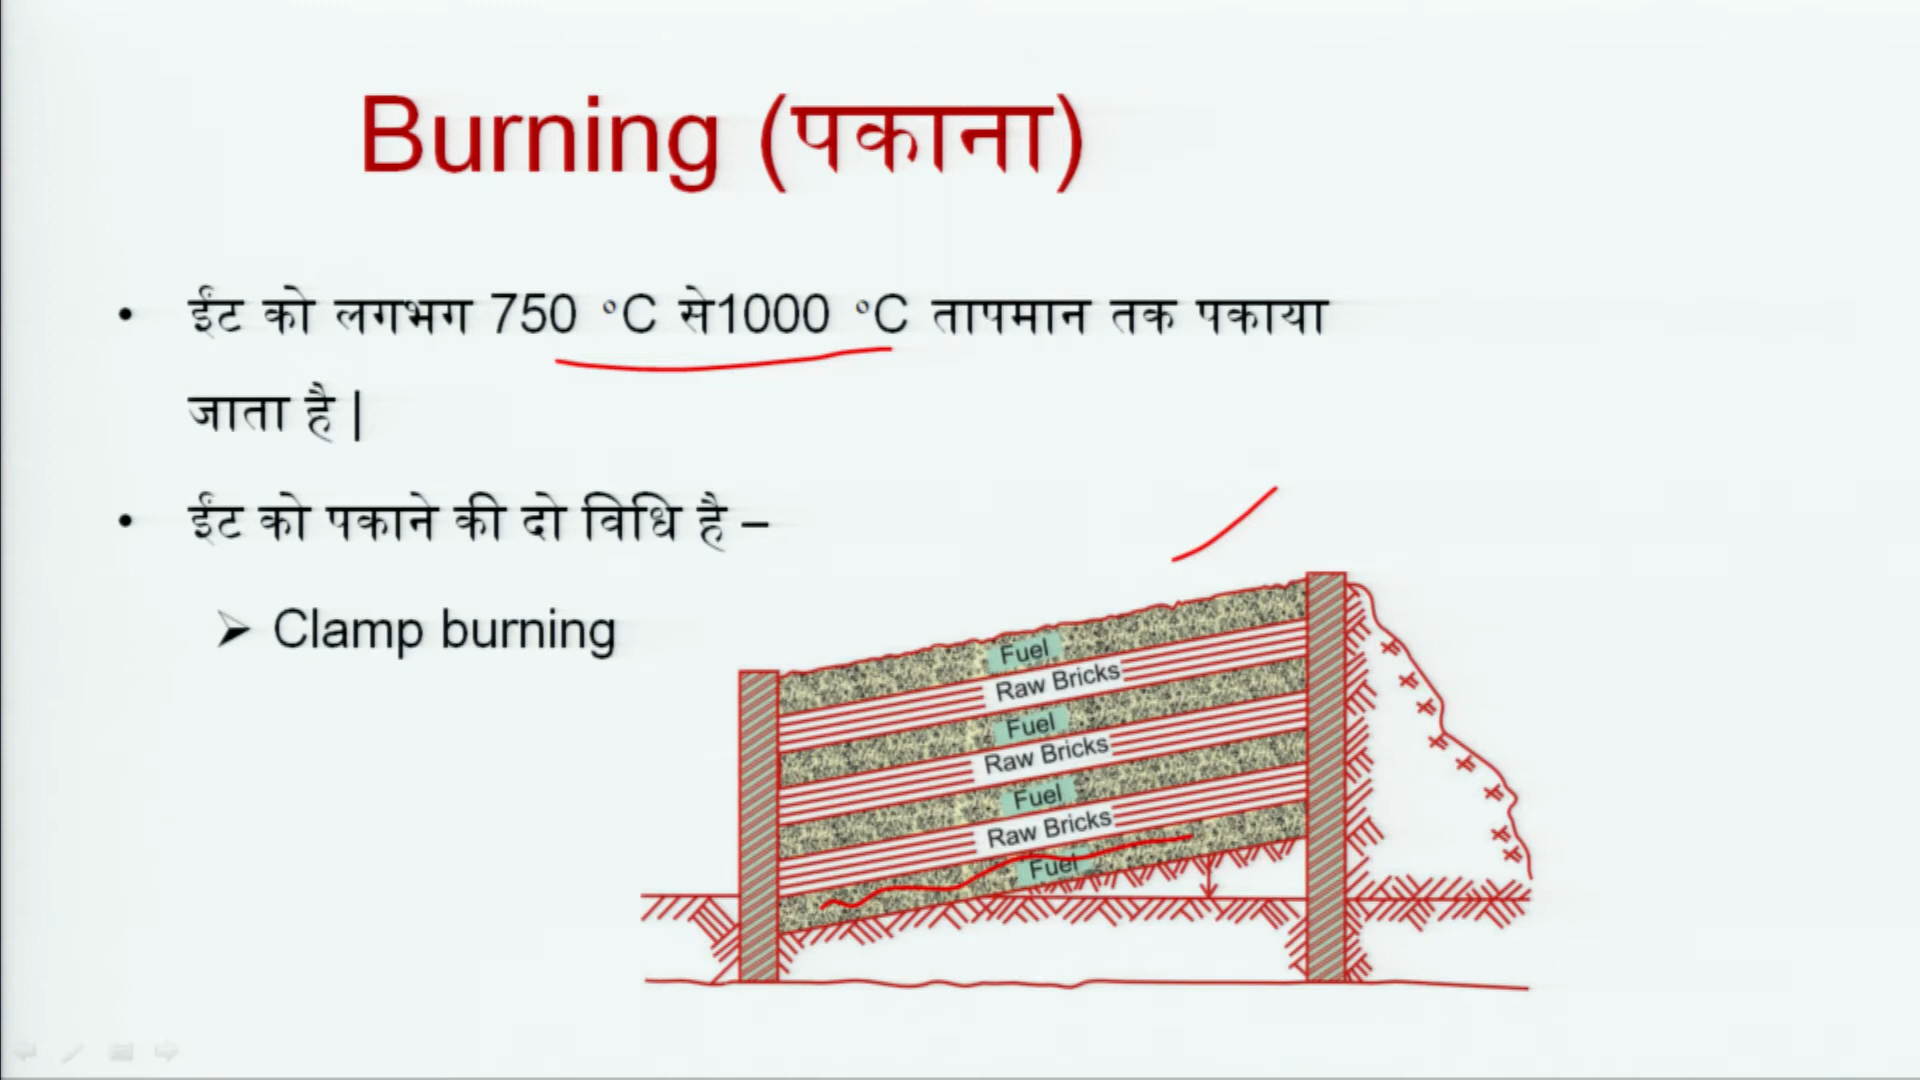 Burning (पकाना)
• ईंट को लगभग 750 °C से1000 °C तापमान तक पकाया
जाता है |
• ईंट को पकाने की दो विधि है –
➢ Clamp burning
Fuel
Raw Bricks
Fuel
Raw Bricks
Fuel
Raw Bricks
Fuel